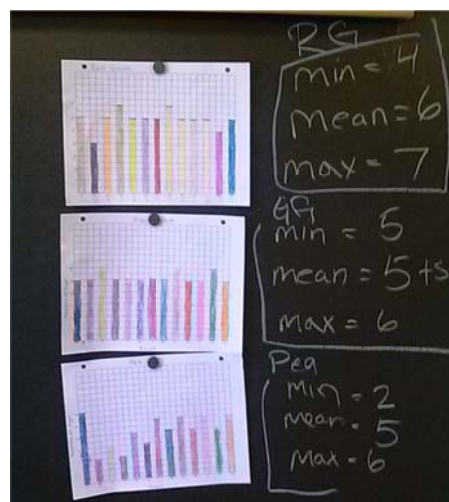 RG
min = 4
mean = 6
max = 7
GG
min = 5
mean = 5 +s
max = 6
Pea
min = 2
mean = 5
max = 6